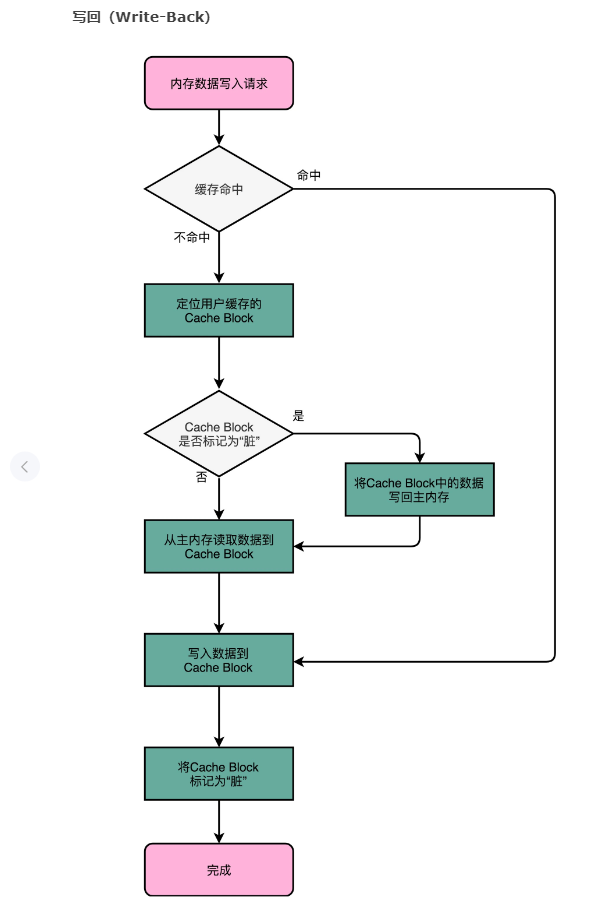 写回（Write-Back）
内存数据写入请求
缓存命中
命中
不命中
定位用户缓存的
Cache Block
Cache Block
是否标记为“脏”
是
否
将Cache Block中的数据
写回主内存
从主内存读取数据到
Cache Block
写入数据到
Cache Block
将Cache Block
标记为“脏”
完成